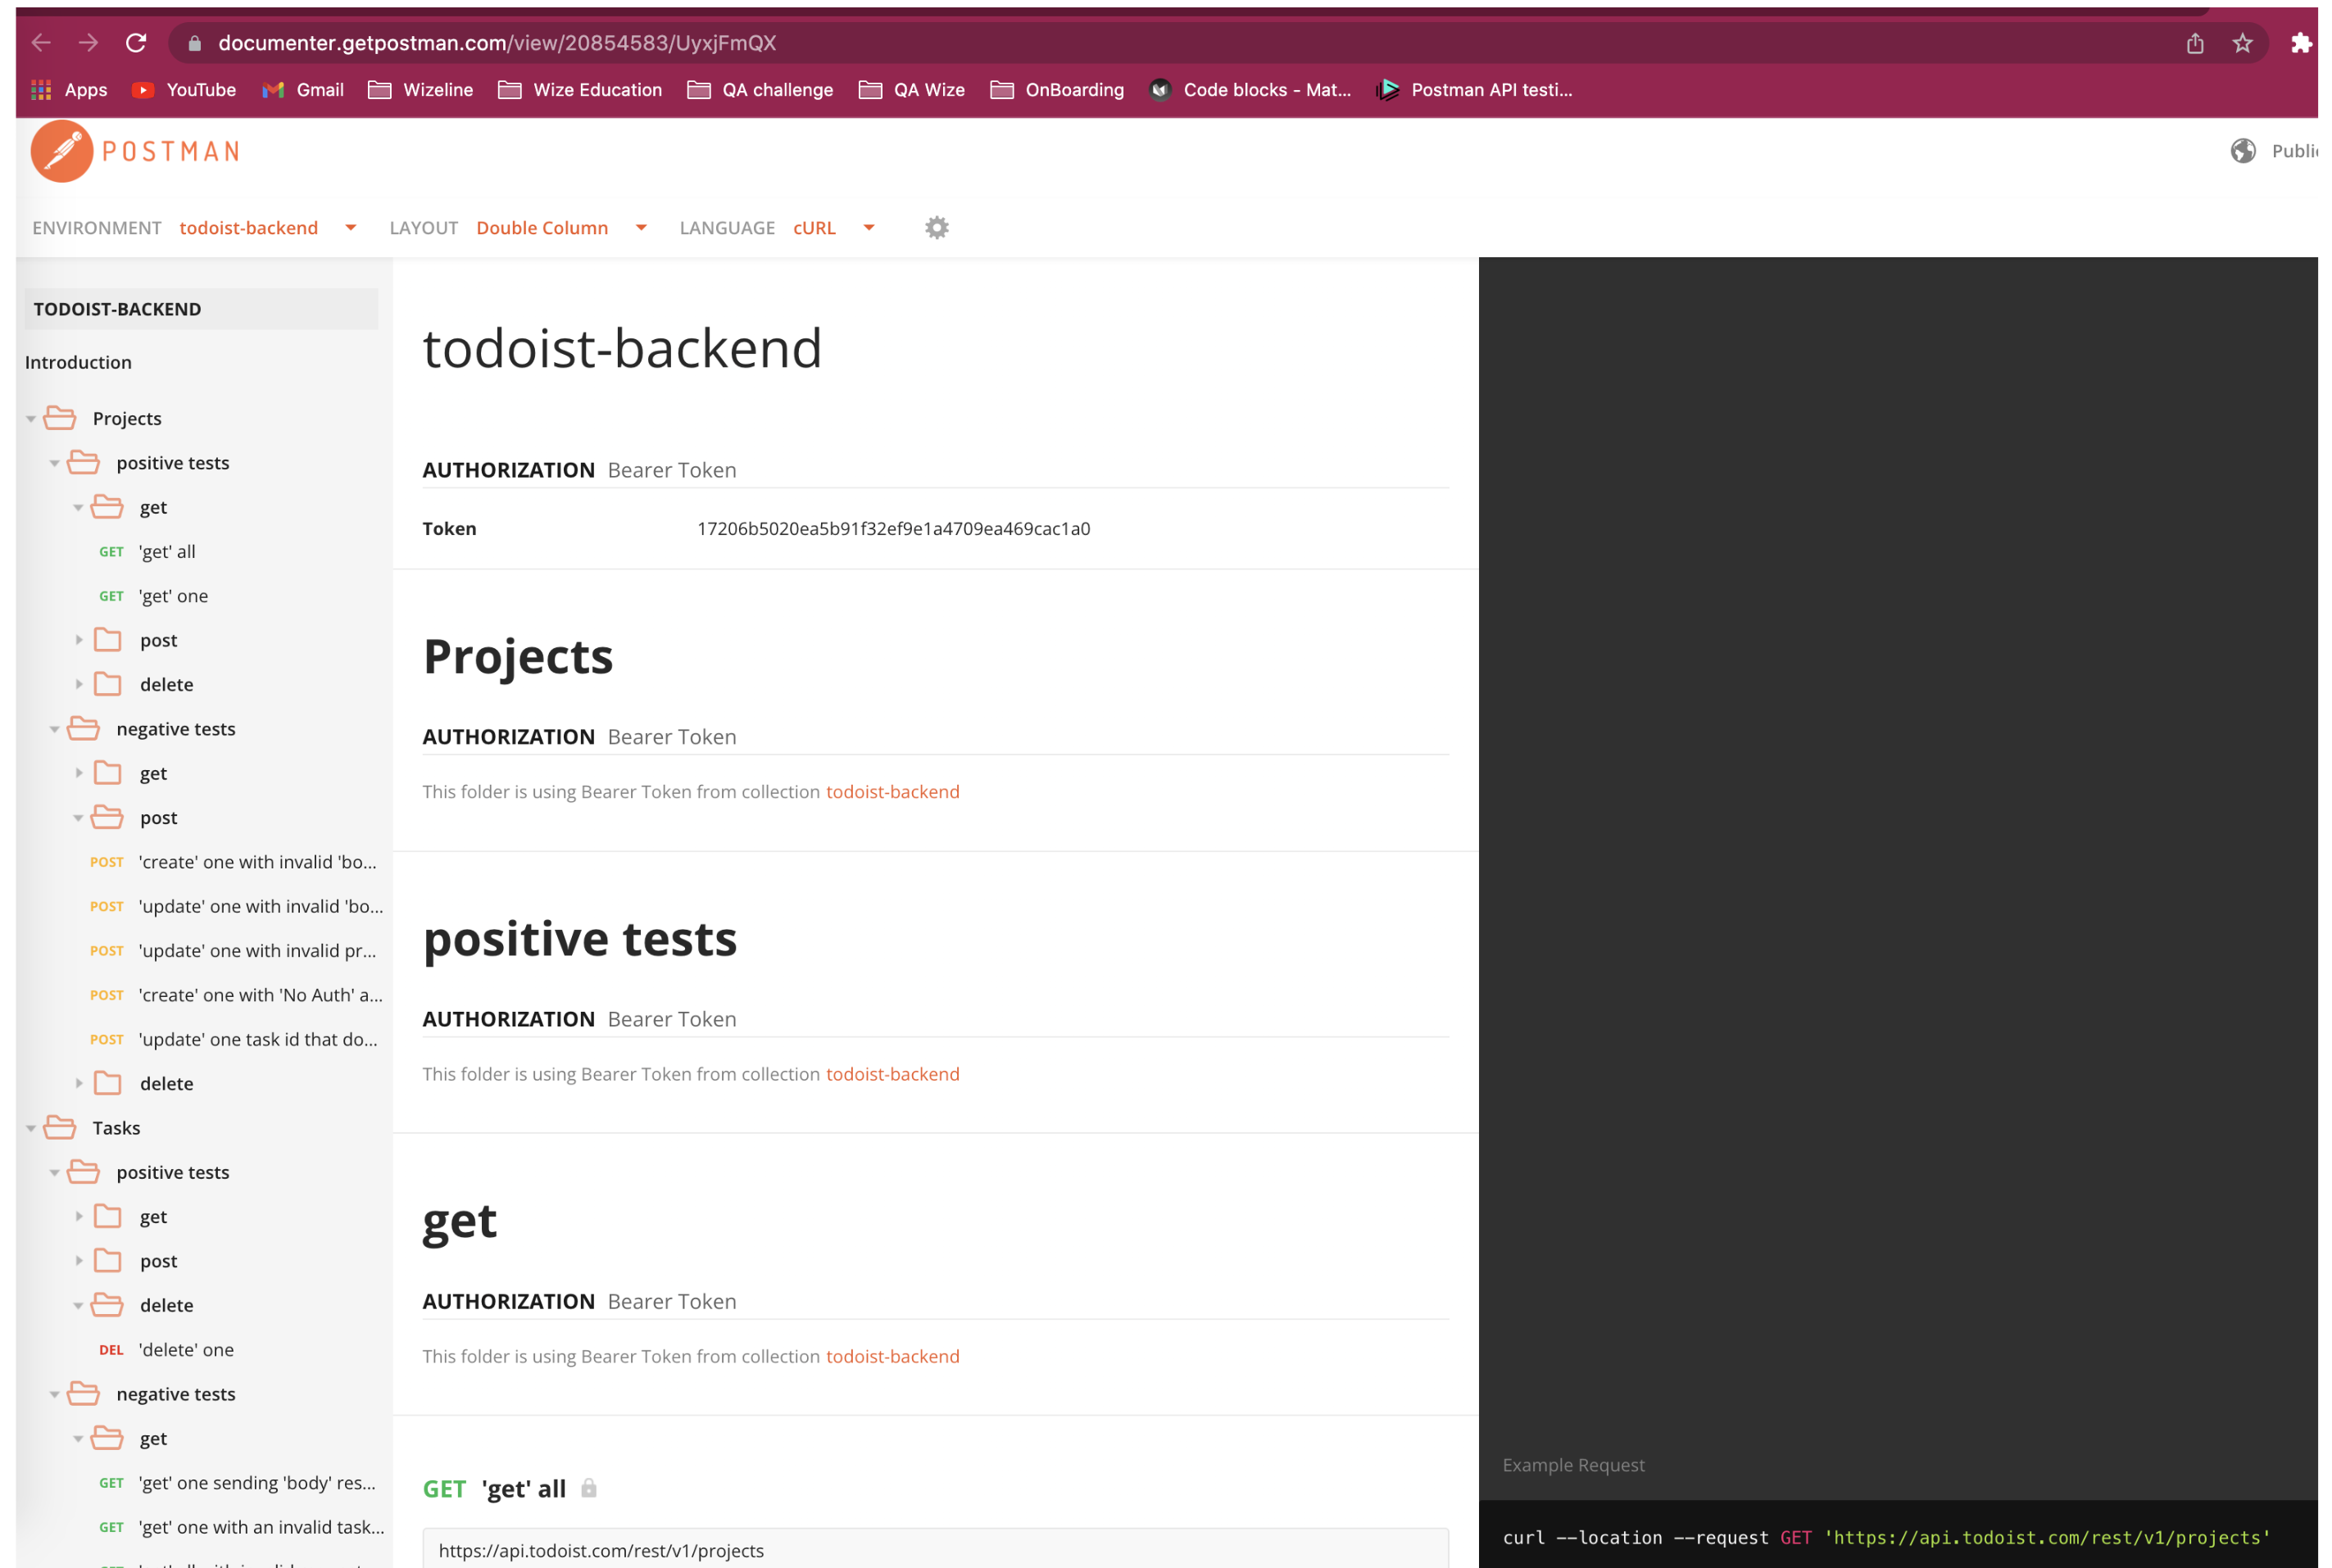 documenter.getpostman.com/view/20854583/UyxjFmQX
Apps YouTube Gmail Wizeline Wize Education QA challenge QA Wize OnBoarding Code blocks - Mat... Postman API testi...
POSTMAN
ENVIRONMENT todoist-backend LAYOUT Double Column LANGUAGE cURL
TODOIST-BACKEND
Introduction
Projects
positive tests
get
GET 'get' all
GET 'get' one
post
delete
negative tests
get
post
POST 'create' one with invalid 'bo...
POST 'update' one with invalid 'bo...
POST 'update' one with invalid pr...
POST 'create' one with 'No Auth' a...
POST 'update' one task id that do...
delete
Tasks
positive tests
get
post
delete
DEL 'delete' one
negative tests
get
GET 'get' one sending 'body' res...
GET 'get' one with an invalid task...
todoist-backend
AUTHORIZATION Bearer Token
Token 17206b5020ea5b91f32ef9e1a4709ea469cac1a0
Projects
AUTHORIZATION Bearer Token
This folder is using Bearer Token from collection todoist-backend
positive tests
AUTHORIZATION Bearer Token
This folder is using Bearer Token from collection todoist-backend
get
AUTHORIZATION Bearer Token
This folder is using Bearer Token from collection todoist-backend
GET 'get' all
https://api.todoist.com/rest/v1/projects
Example Request
curl --location --request GET 'https://api.todoist.com/rest/v1/projects'